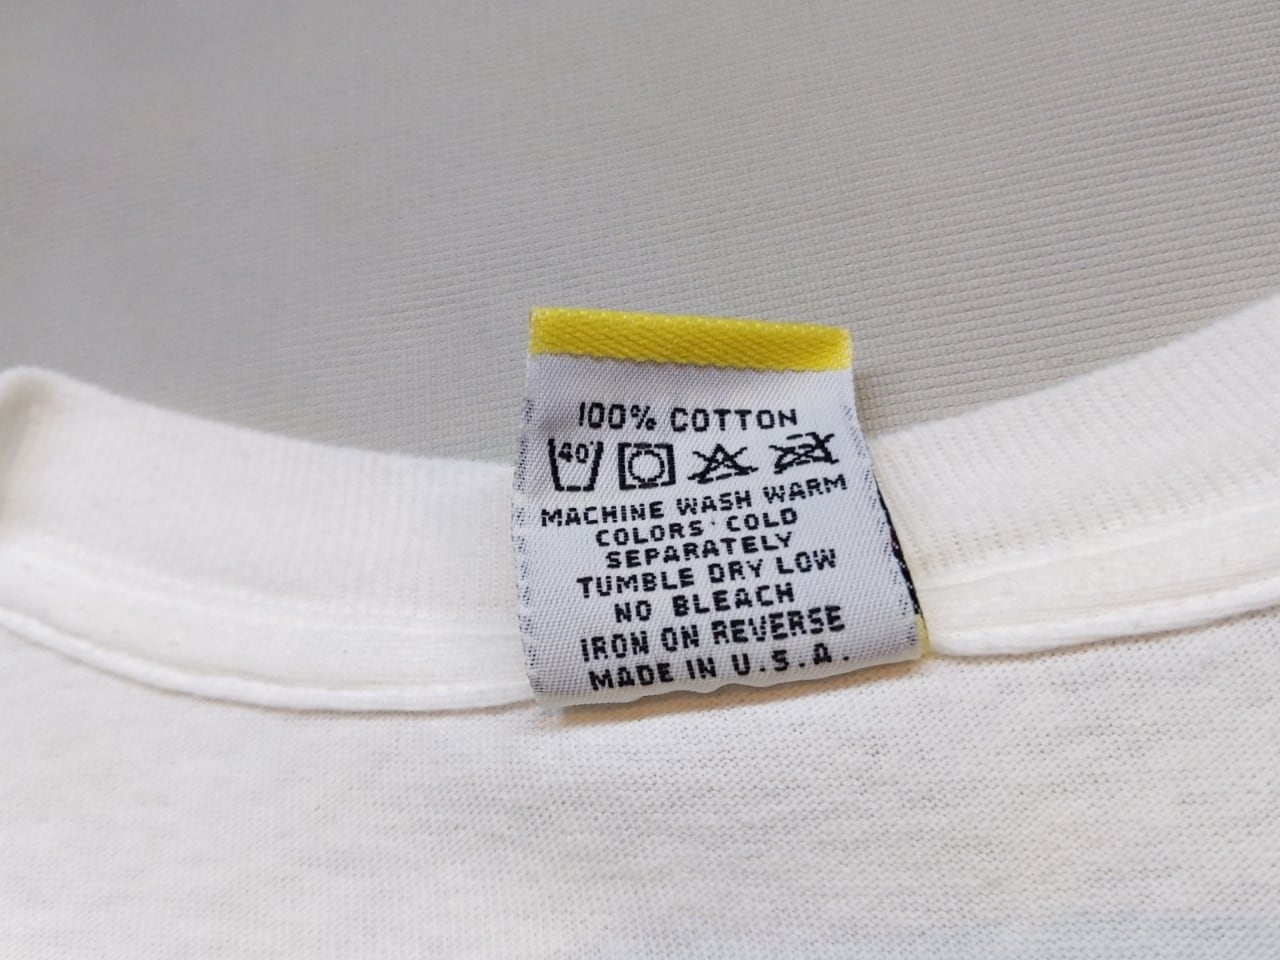 100% COTTON
40°
MACHINE WASH WARM
COLORS · COLD
SEPARATELY
TUMBLE DRY LOW
NO BLEACH
IRON ON REVERSE
MADE IN U.S.A.